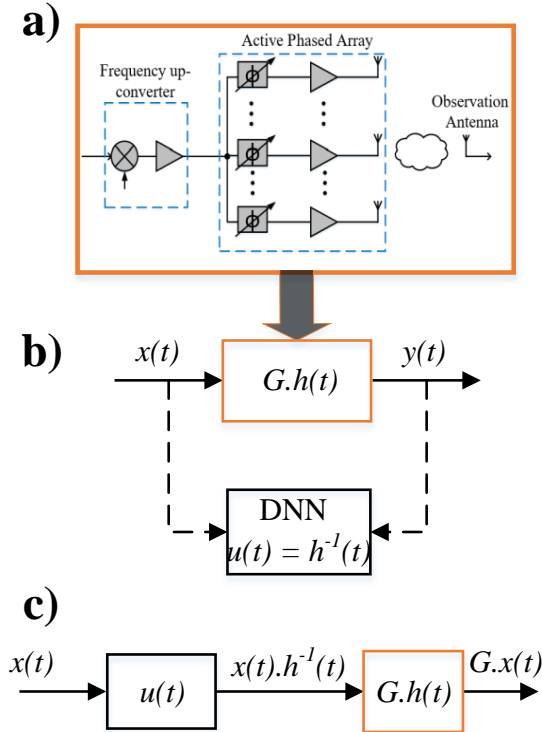 a)
Active Phased Array
Frequency up-
converter
Observation
Antenna
ϕ
ϕ
ϕ
b)
x(t)
G.h(t)
y(t)
DNN
u(t) = h⁻¹(t)
c)
x(t)
u(t)
x(t).h⁻¹(t)
G.h(t)
G.x(t)